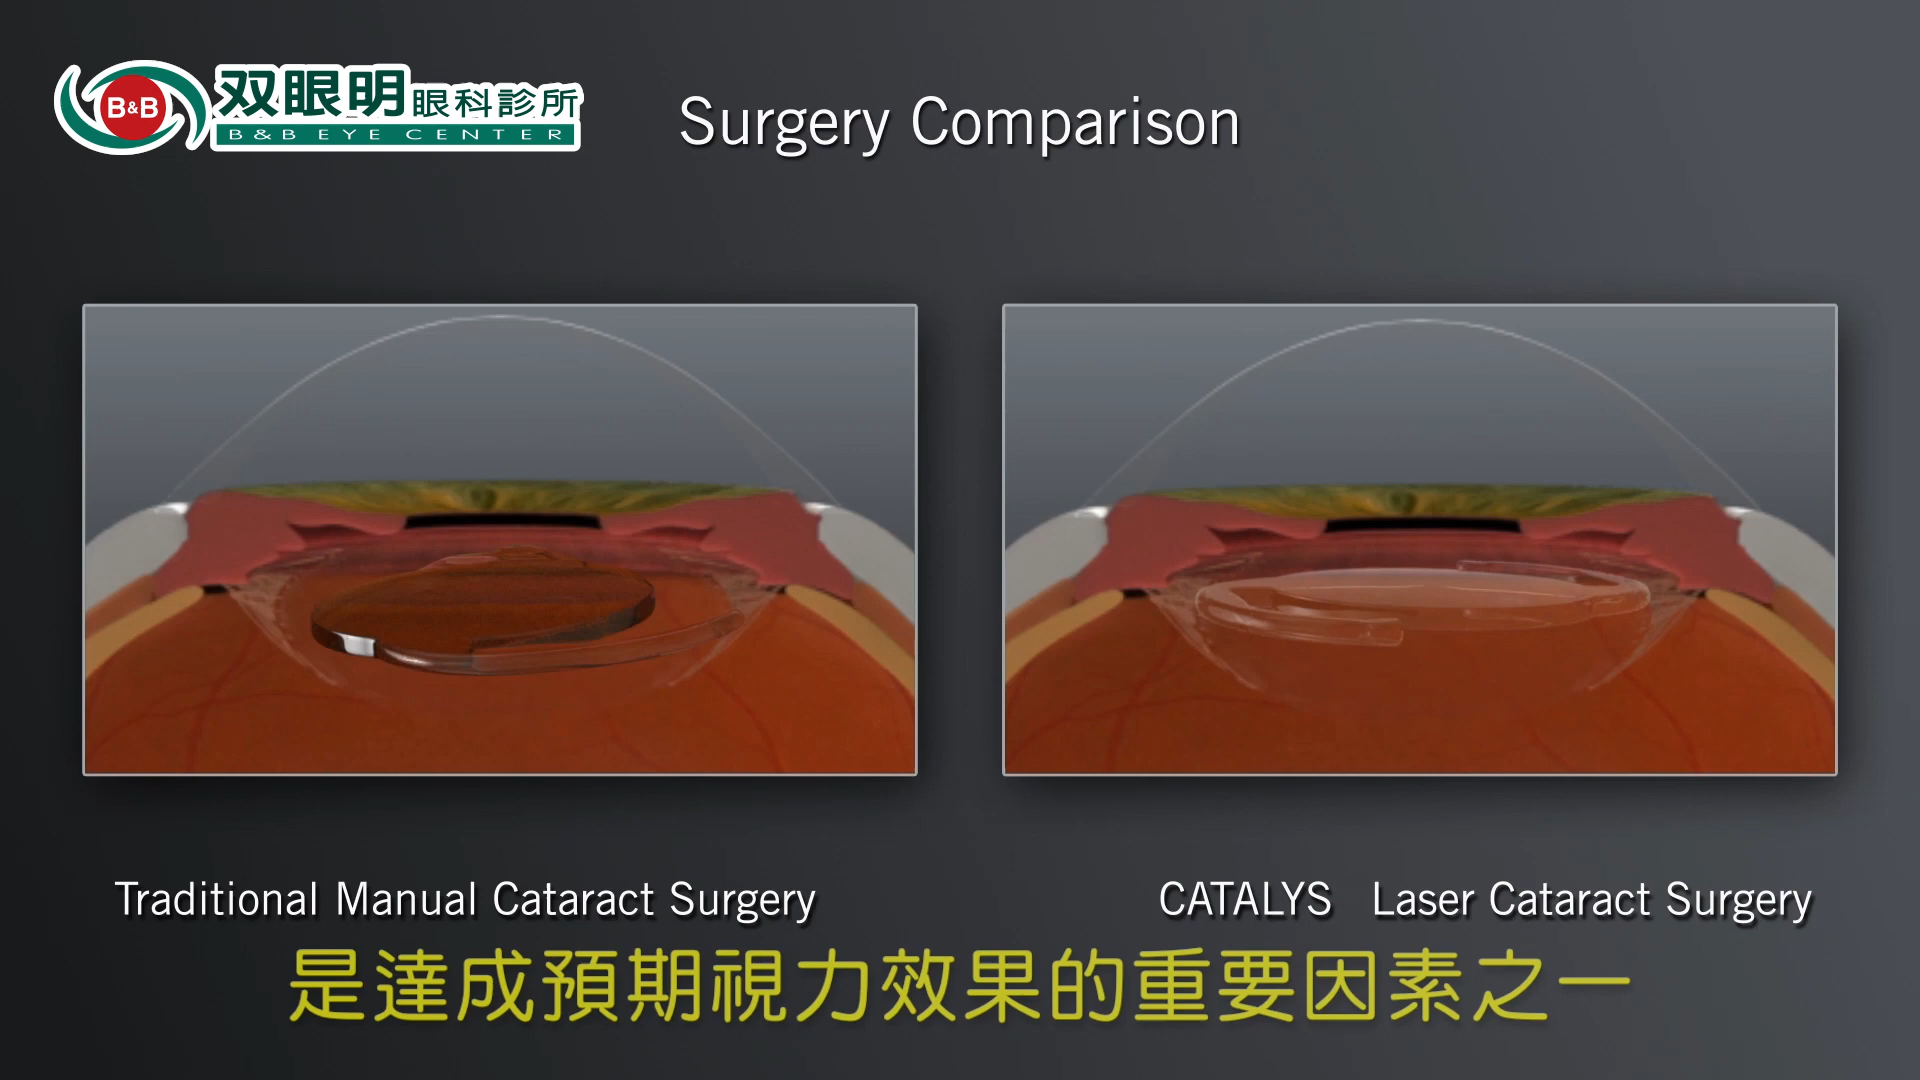 B&B
双眼明眼科診所
B&B EYE CENTER
Surgery Comparison
Traditional Manual Cataract Surgery
CATALYS Laser Cataract Surgery
是達成預期視力效果的重要因素之一